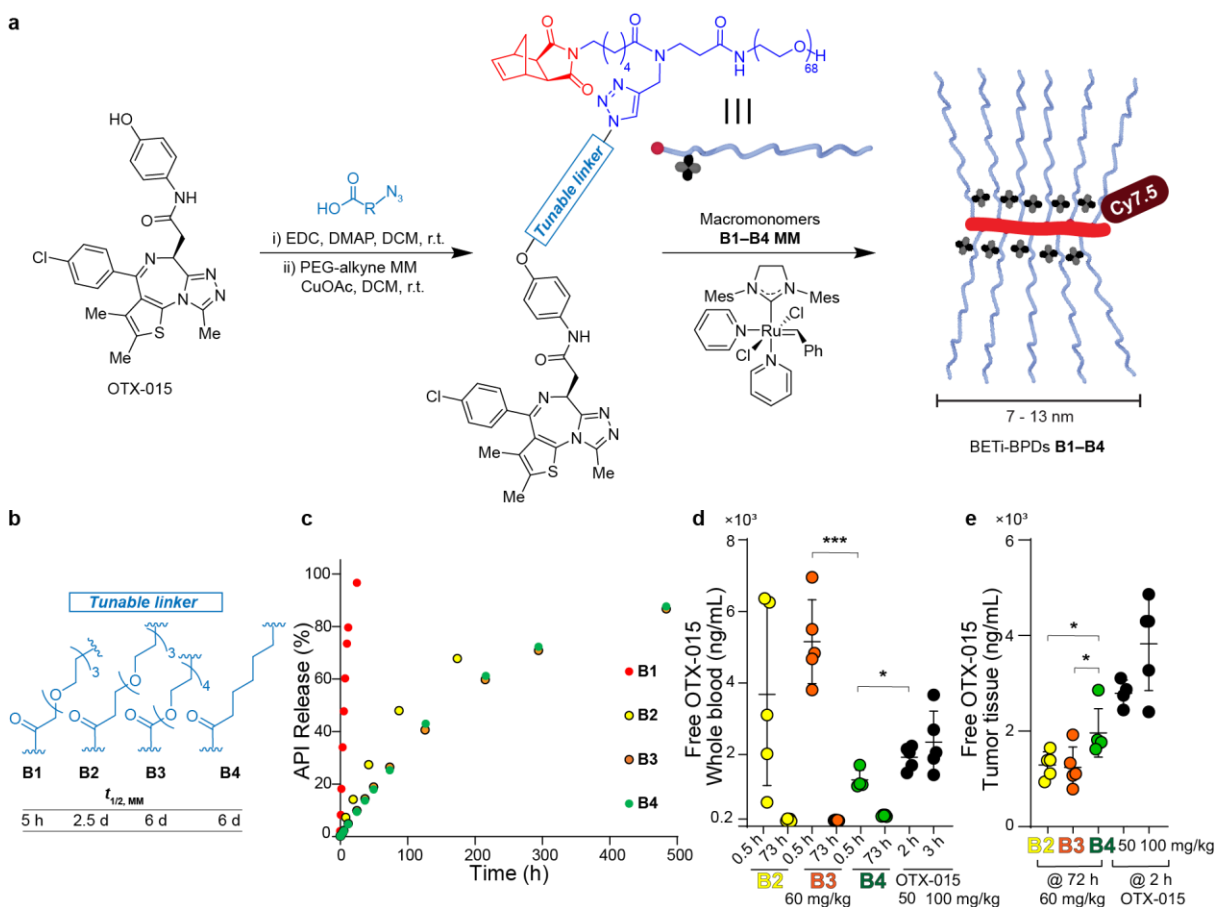 a
O
N
O
( )
4
O
N
O
N
H
( O ) H
68
N
N
N
HO
NH
O
Cl
N
N
N
N
S
Me
Me
Me
OTX-015
O
HO
R
N₃
i) EDC, DMAP, DCM, r.t.
ii) PEG-alkyne MM
CuOAc, DCM, r.t.
Tunable linker
O
NH
O
Cl
N
N
N
N
S
Me
Me
Me
Macromonomers
B1–B4 MM
Mes
N
N
Mes
Cl
Ru
N
Cl
Ph
N
Cy7.5
7 - 13 nm
BETi-BPDs B1–B4
b
Tunable linker
O
O
3
O
O
3
O
O
4
O
B1 B2 B3 B4
t1/2, MM
5 h 2.5 d 6 d 6 d
c
API Release (%)
100
80
60
40
20
0
0 100 200 300 400 500
Time (h)
B1
B2
B3
B4
d
×10³
Free OTX-015
Whole blood (ng/mL)
8
6
2
2
0.2
***
*
0.5 h 73 h 0.5 h 73 h 0.5 h 73 h 2 h 3 h
B2 B3 B4 OTX-015
60 mg/kg 50 100 mg/kg
e
×10³
Free OTX-015
Tumor tissue (ng/mL)
6
4
2
0
*
*
B2 B3 B4 50 100 mg/kg
@ 72 h @ 2 h
60 mg/kg OTX-015